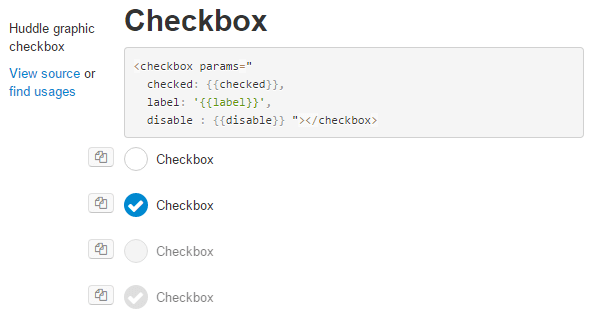 Checkbox
Huddle graphic
checkbox
View source or
find usages
<checkbox params="
checked: {{checked}},
label: '{{label}}',
disable : {{disable}} "></checkbox>
Checkbox
Checkbox
Checkbox
Checkbox